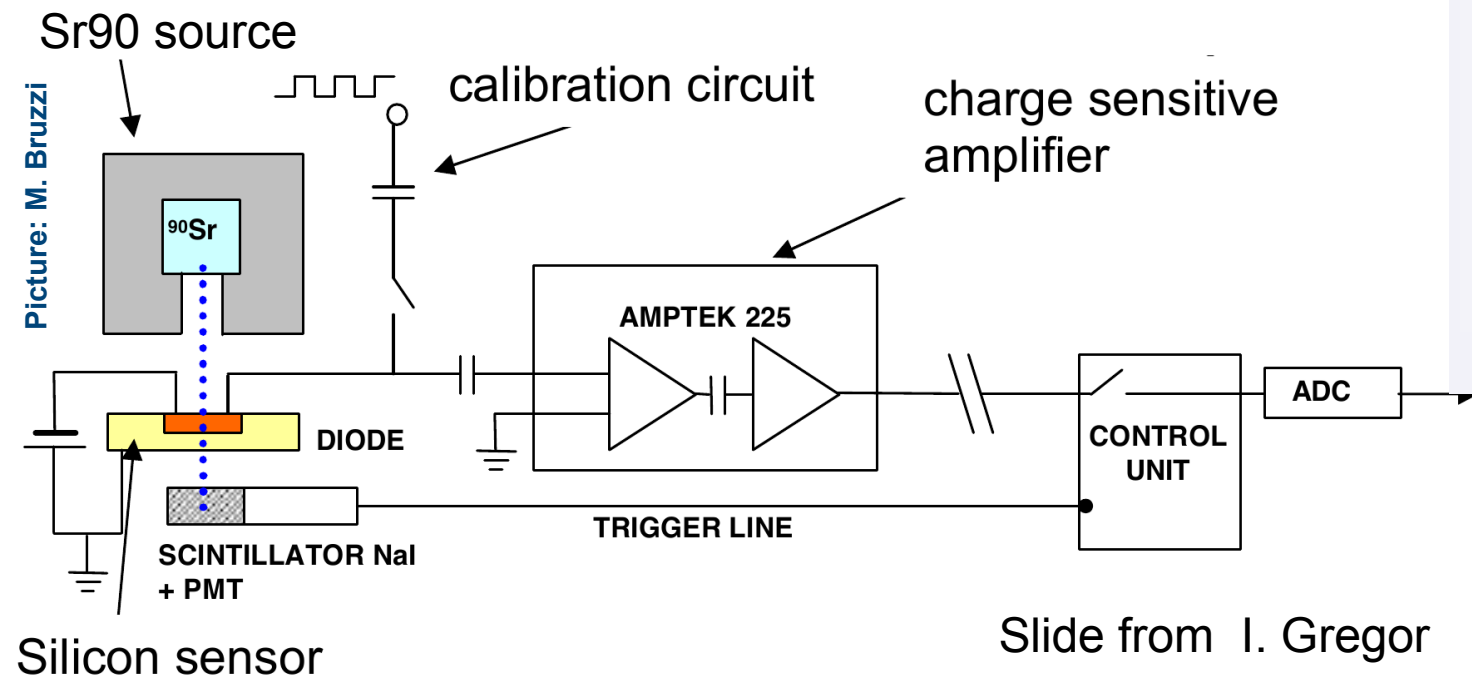 Sr90 source
Picture: M. Bruzzi
calibration circuit
charge sensitive
amplifier
90Sr
AMPTEK 225
DIODE
ADC
CONTROL
UNIT
TRIGGER LINE
SCINTILLATOR NaI
+ PMT
Silicon sensor
Slide from I. Gregor